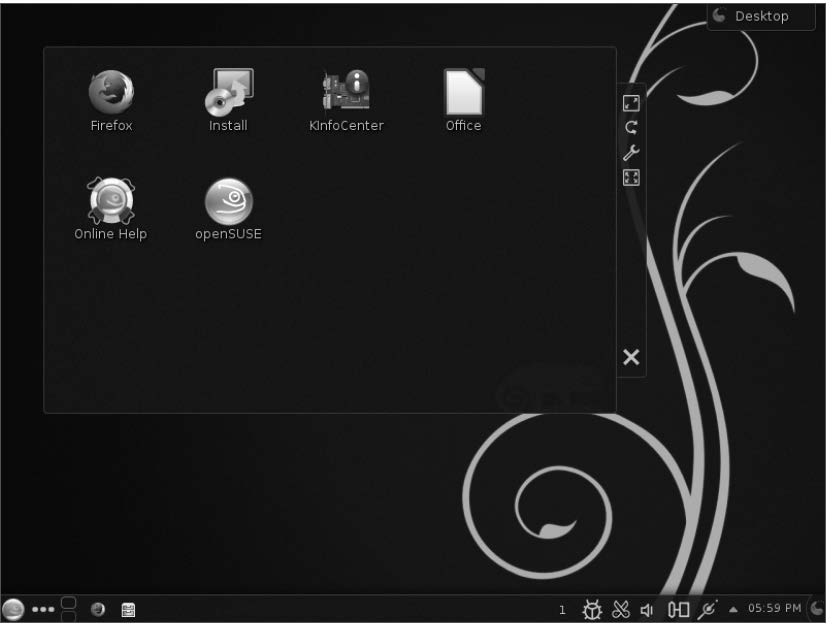 Desktop
Firefox
Install
KInfoCenter
Office
Online Help
openSUSE
1
05:59 PM